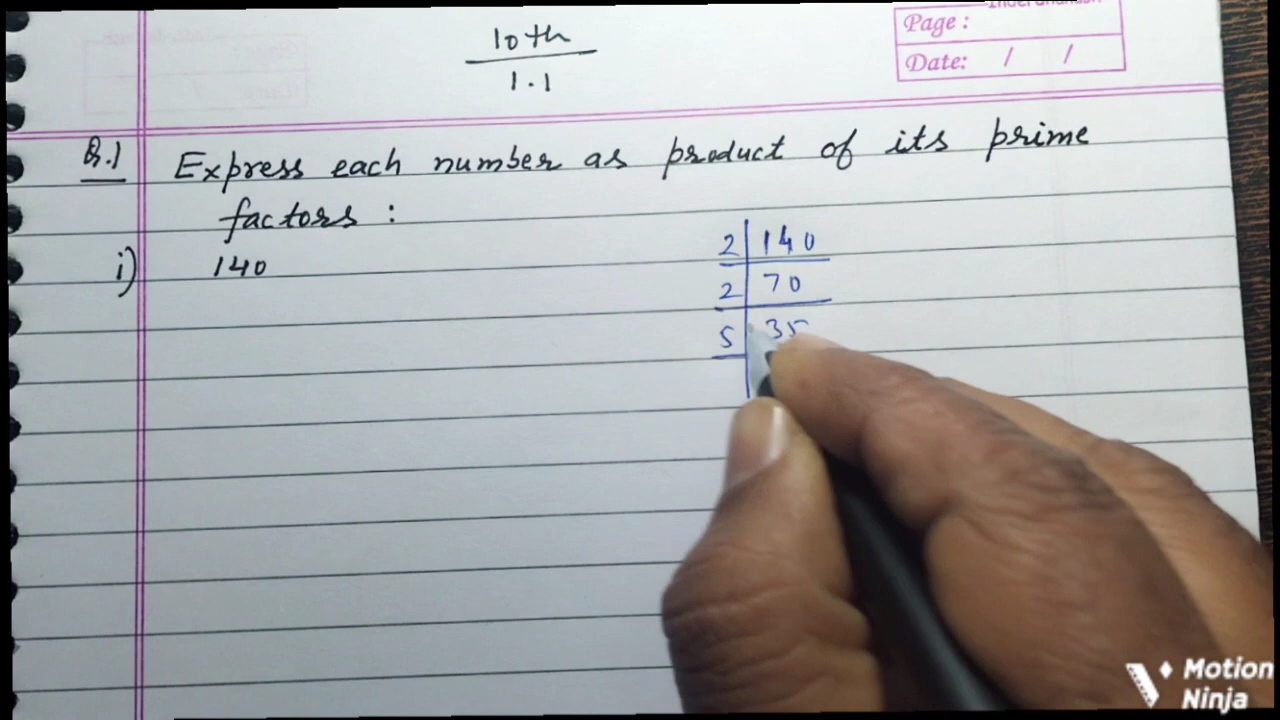 10th
1.1
Page :
Date: / /
Q.1 Express each number as product of its prime
factors :
i) 140
2 140
2 70
5 35
Motion
Ninja